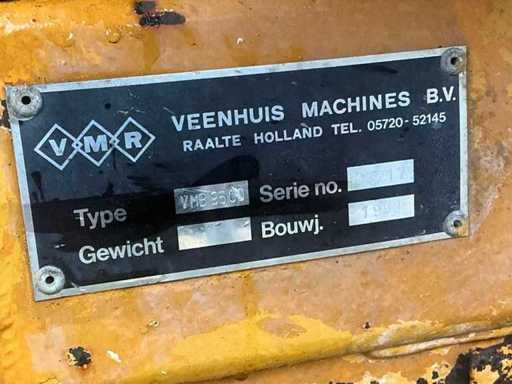 VMR
VEENHUIS MACHINES B.V.
RAALTE HOLLAND TEL. 05720-52145
Type Serie no.
Gewicht Bouwj.